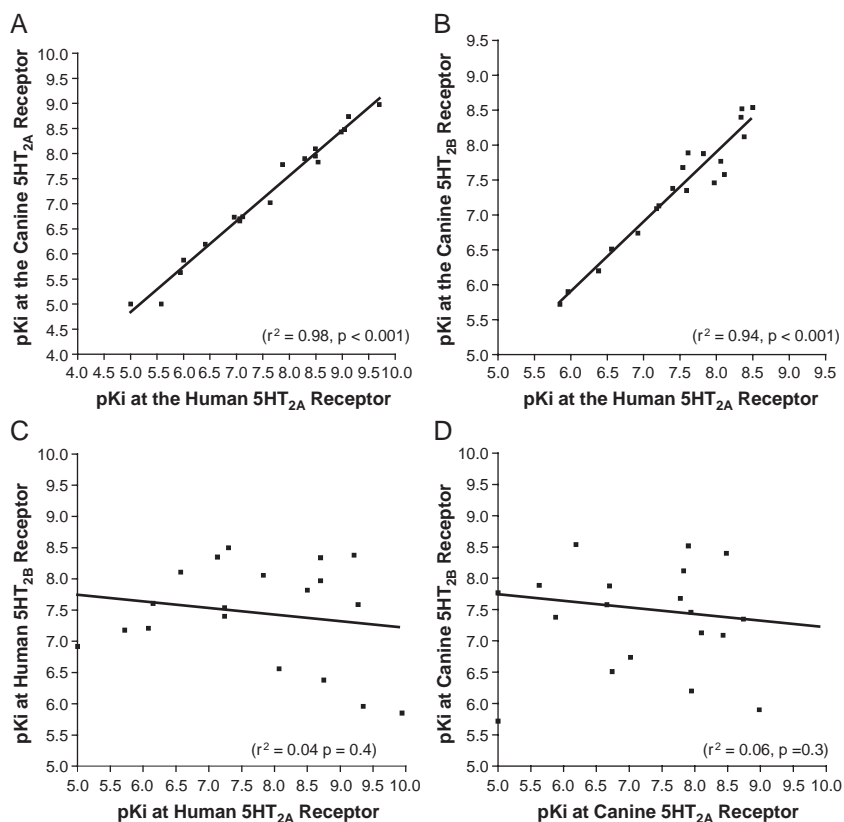 A
pKi at the Canine 5HT2A Receptor
10.0
9.5
9.0
8.5
8.0
7.5
7.0
6.5
6.0
5.5
5.0
4.5
4.0
(r2 = 0.98, p < 0.001)
4.0 4.5 5.0 5.5 6.0 6.5 7.0 7.5 8.0 8.5 9.0 9.5 10.0
pKi at the Human 5HT2A Receptor
B
pKi at the Canine 5HT2B Receptor
9.5
9.0
8.5
8.0
7.5
7.0
6.5
6.0
5.5
5.0
(r2 = 0.94, p < 0.001)
5.0 5.5 6.0 6.5 7.0 7.5 8.0 8.5 9.0 9.5
pKi at the Human 5HT2A Receptor
C
pKi at Human 5HT2B Receptor
10.0
9.5
9.0
8.5
8.0
7.5
7.0
6.5
6.0
5.5
5.0
(r2 = 0.04 p = 0.4)
5.0 5.5 6.0 6.5 7.0 7.5 8.0 8.5 9.0 9.5 10.0
pKi at Human 5HT2A Receptor
D
pKi at Canine 5HT2B Receptor
10.0
9.5
9.0
8.5
8.0
7.5
7.0
6.5
6.0
5.5
5.0
(r2 = 0.06, p =0.3)
5.0 5.5 6.0 6.5 7.0 7.5 8.0 8.5 9.0 9.5 10.0
pKi at Canine 5HT2A Receptor